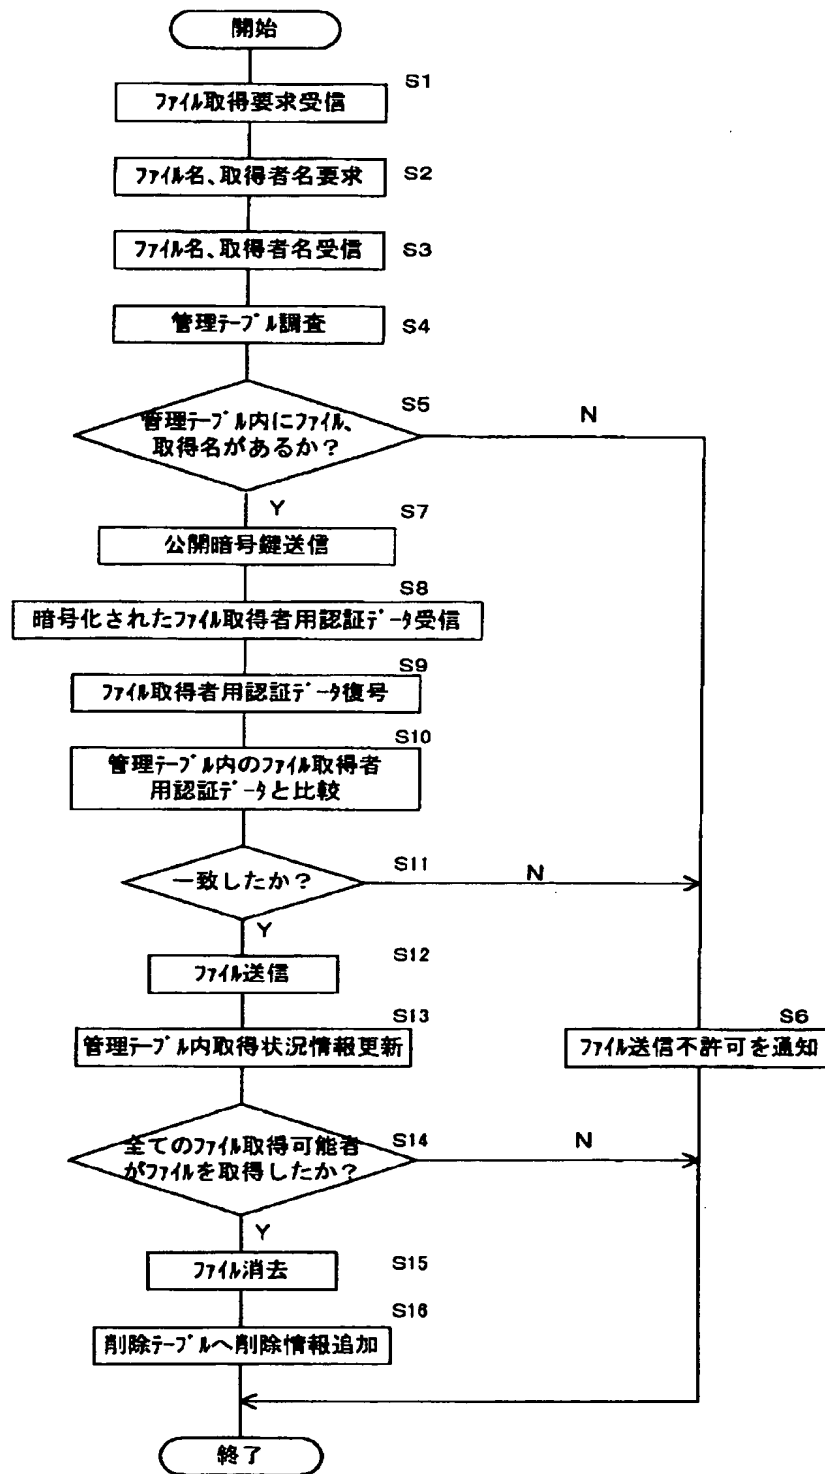 開始
S1
ファイル取得要求受信
ファイル名、取得者名要求 S2
ファイル名、取得者名受信 S3
管理テーブル調査 S4
S5
管理テーブル内にファイル、
取得名があるか？
N
Y
S7
公開暗号鍵送信
S8
暗号化されたファイル取得者用認証データ受信
S9
ファイル取得者用認証データ復号
S10
管理テーブル内のファイル取得者
用認証データと比較
一致したか？ S11 N
Y
ファイル送信 S12
S13
管理テーブル内取得状況情報更新
S6
ファイル送信不許可を通知
全てのファイル取得可能者
がファイルを取得したか？
S14 N
Y
ファイル消去 S15
S16
削除テーブルへ削除情報追加
終了